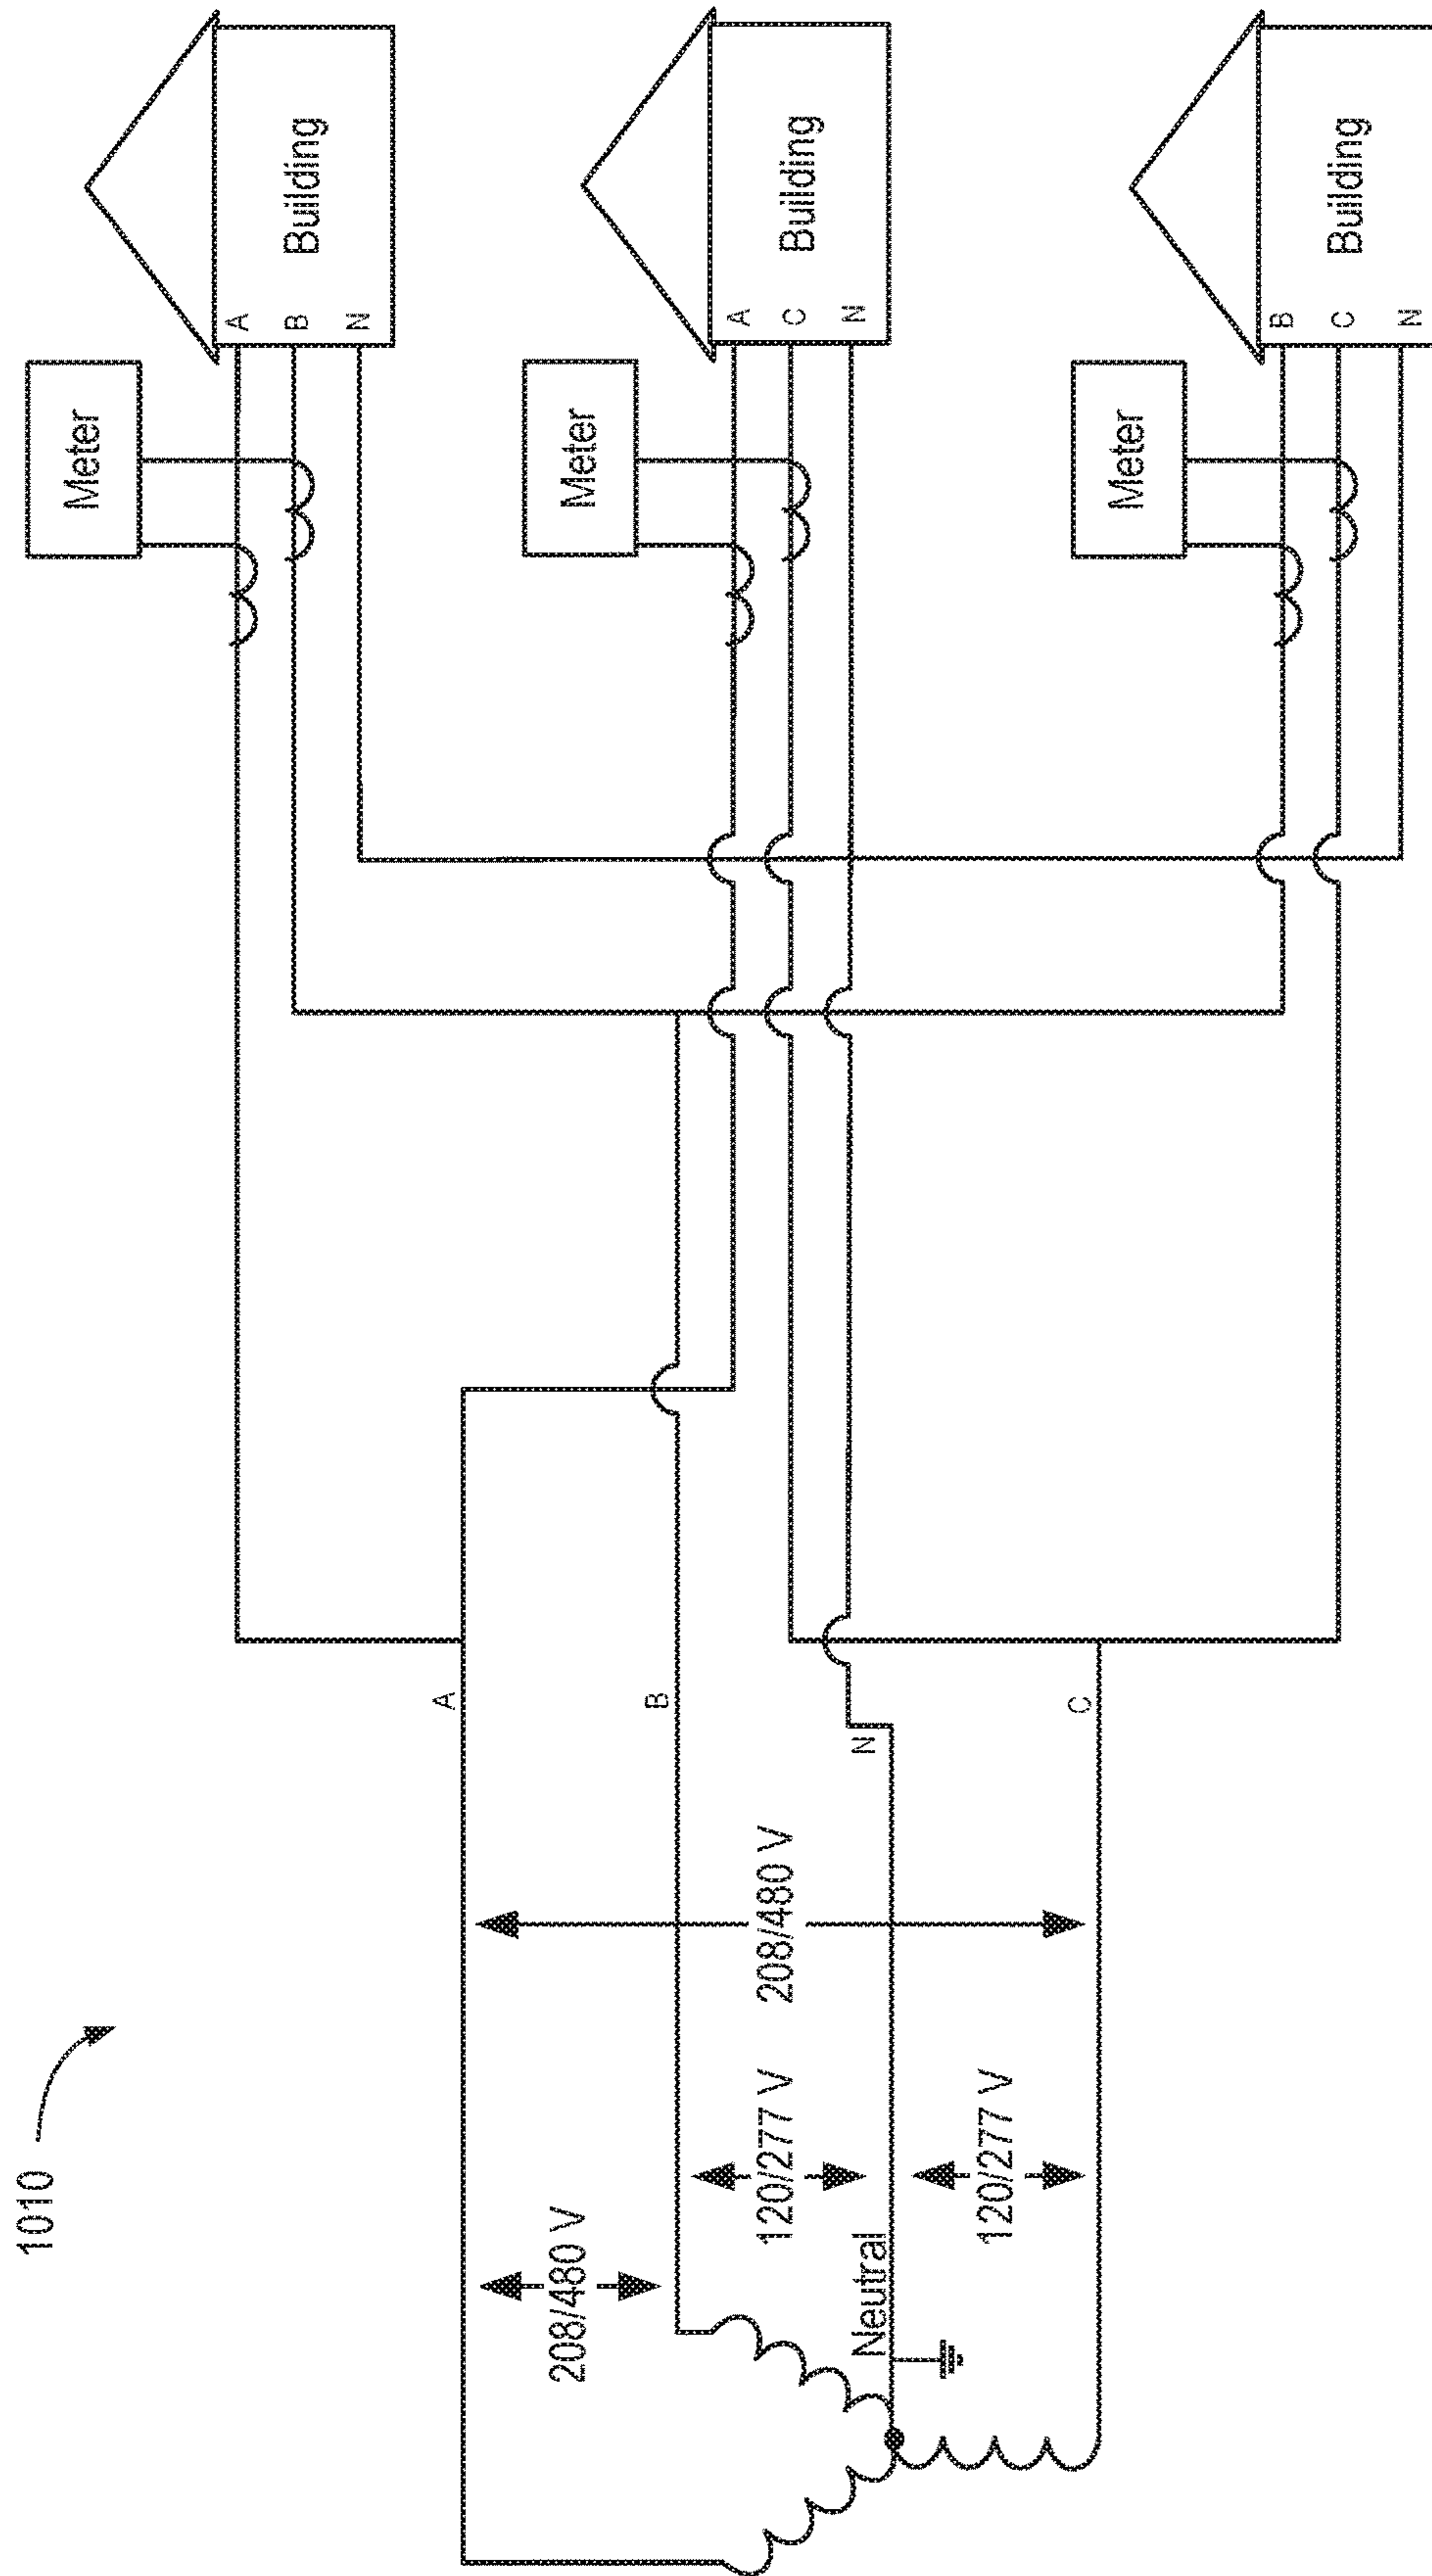 1010
208/480 V
120/277 V
Neutral
120/277 V
208/480 V
A
B
N
C
Meter
A
B
N
Building
Meter
A
C
N
Building
Meter
B
C
N
Building